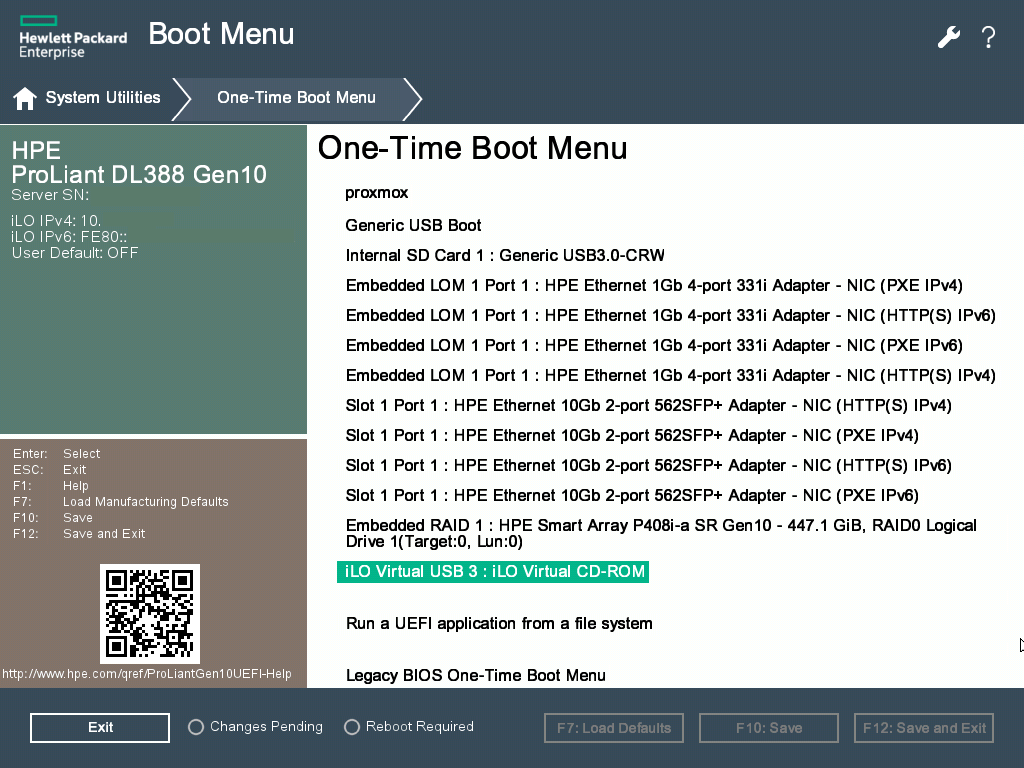 Hewlett Packard
Enterprise
Boot Menu
?
System Utilities
One-Time Boot Menu
HPE
ProLiant DL388 Gen10
Server SN:
iLO IPv4: 10.
iLO IPv6: FE80::
User Default: OFF
Enter: Select
ESC: Exit
F1: Help
F7: Load Manufacturing Defaults
F10: Save
F12: Save and Exit
http://www.hpe.com/qref/ProLiantGen10UEFI-Help
One-Time Boot Menu
proxmox
Generic USB Boot
Internal SD Card 1 : Generic USB3.0-CRW
Embedded LOM 1 Port 1 : HPE Ethernet 1Gb 4-port 331i Adapter - NIC (PXE IPv4)
Embedded LOM 1 Port 1 : HPE Ethernet 1Gb 4-port 331i Adapter - NIC (HTTP(S) IPv6)
Embedded LOM 1 Port 1 : HPE Ethernet 1Gb 4-port 331i Adapter - NIC (PXE IPv6)
Embedded LOM 1 Port 1 : HPE Ethernet 1Gb 4-port 331i Adapter - NIC (HTTP(S) IPv4)
Slot 1 Port 1 : HPE Ethernet 10Gb 2-port 562SFP+ Adapter - NIC (HTTP(S) IPv4)
Slot 1 Port 1 : HPE Ethernet 10Gb 2-port 562SFP+ Adapter - NIC (PXE IPv4)
Slot 1 Port 1 : HPE Ethernet 10Gb 2-port 562SFP+ Adapter - NIC (HTTP(S) IPv6)
Slot 1 Port 1 : HPE Ethernet 10Gb 2-port 562SFP+ Adapter - NIC (PXE IPv6)
Embedded RAID 1 : HPE Smart Array P408i-a SR Gen10 - 447.1 GiB, RAID0 Logical
Drive 1(Target:0, Lun:0)
iLO Virtual USB 3 : iLO Virtual CD-ROM
Run a UEFI application from a file system
Legacy BIOS One-Time Boot Menu
Exit
Changes Pending
Reboot Required
F7: Load Defaults
F10: Save
F12: Save and Exit